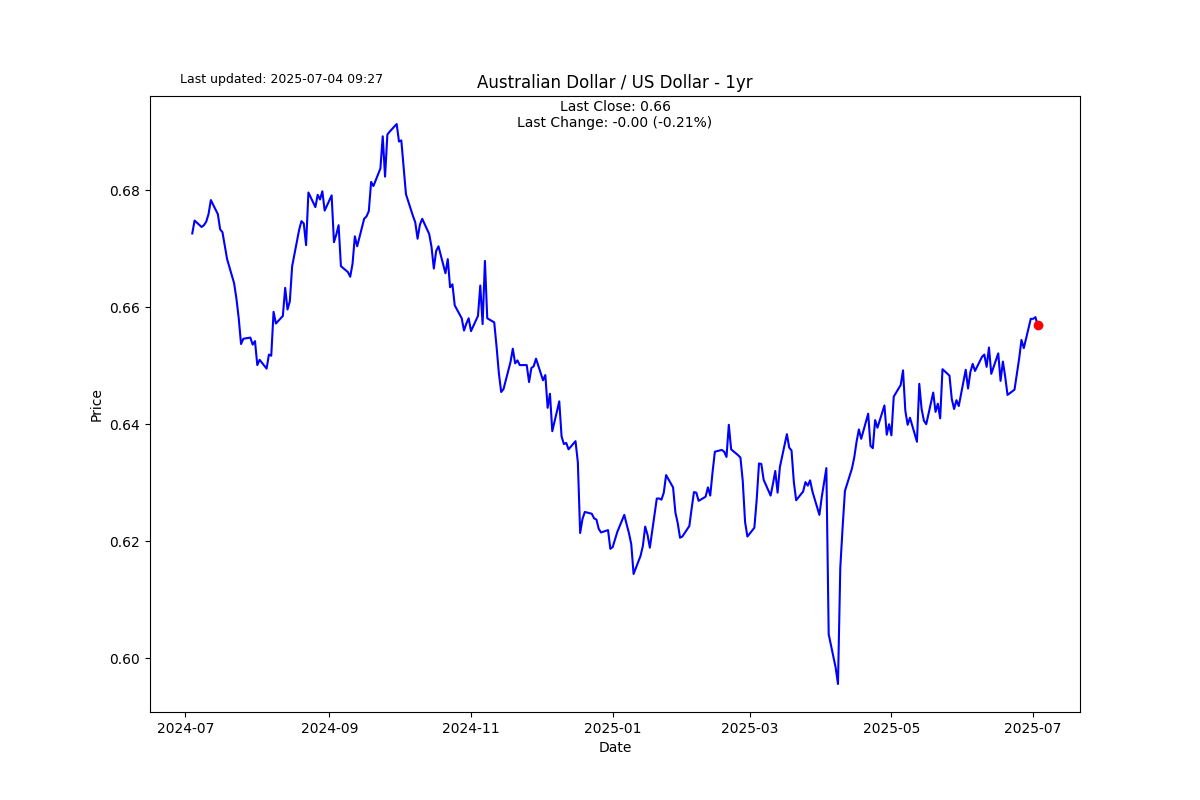 Last updated: 2025-07-04 09:27
Australian Dollar / US Dollar - 1yr
Last Close: 0.66
Last Change: -0.00 (-0.21%)
Price
0.68
0.66
0.64
0.62
0.60
2024-07
2024-09
2024-11
2025-01
2025-03
2025-05
2025-07
Date